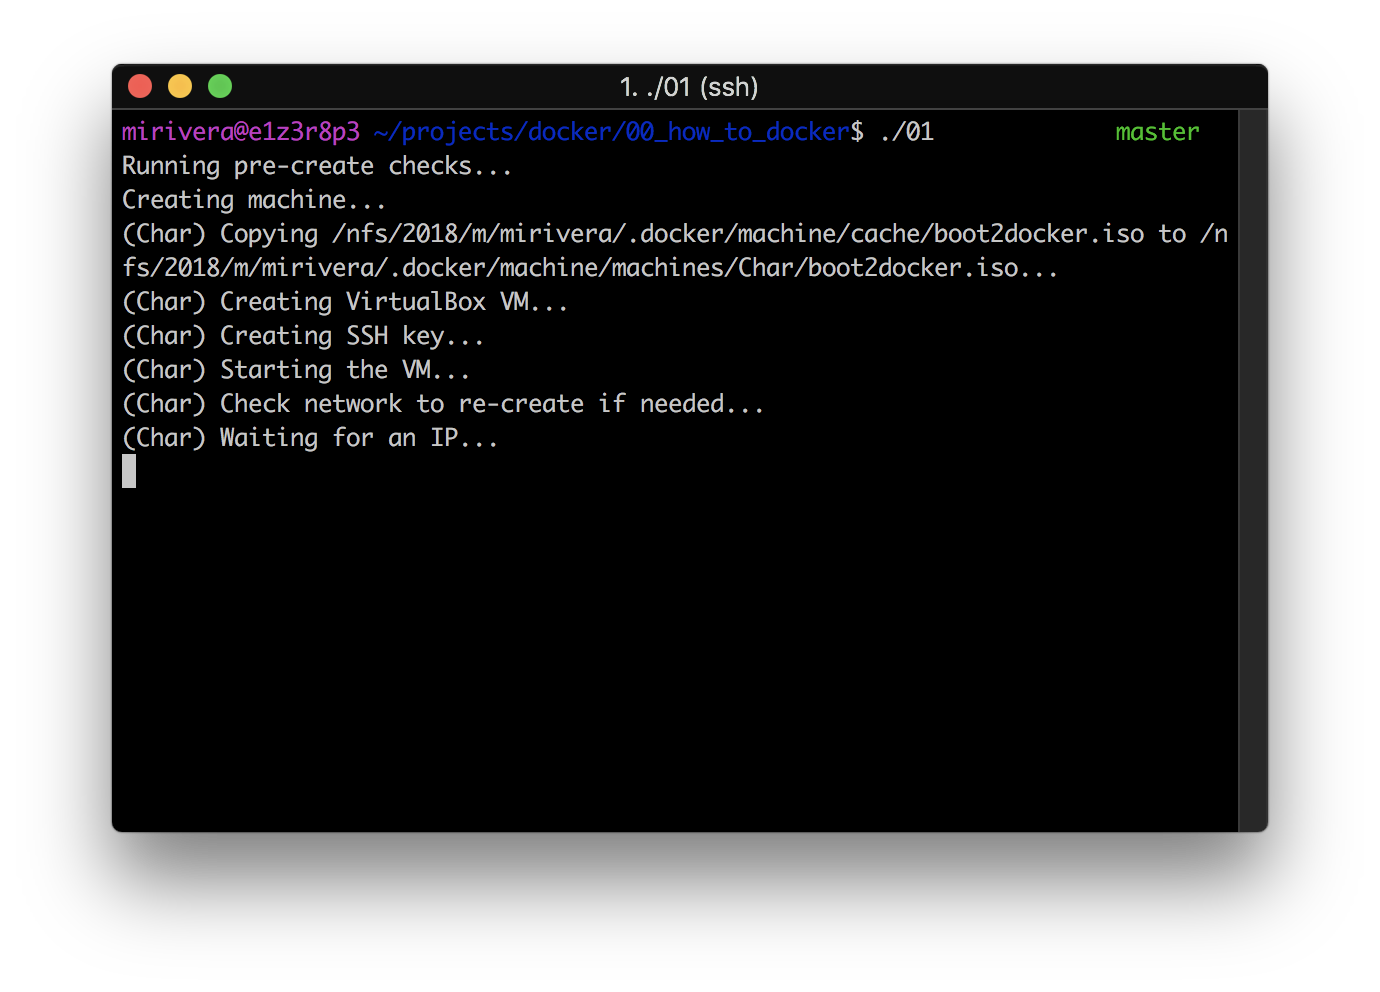 1. ./01 (ssh)
mirivera@e1z3r8p3 ~/projects/docker/00_how_to_docker$ ./01 master
Running pre-create checks...
Creating machine...
(Char) Copying /nfs/2018/m/mirivera/.docker/machine/cache/boot2docker.iso to /n
fs/2018/m/mirivera/.docker/machine/machines/Char/boot2docker.iso...
(Char) Creating VirtualBox VM...
(Char) Creating SSH key...
(Char) Starting the VM...
(Char) Check network to re-create if needed...
(Char) Waiting for an IP...